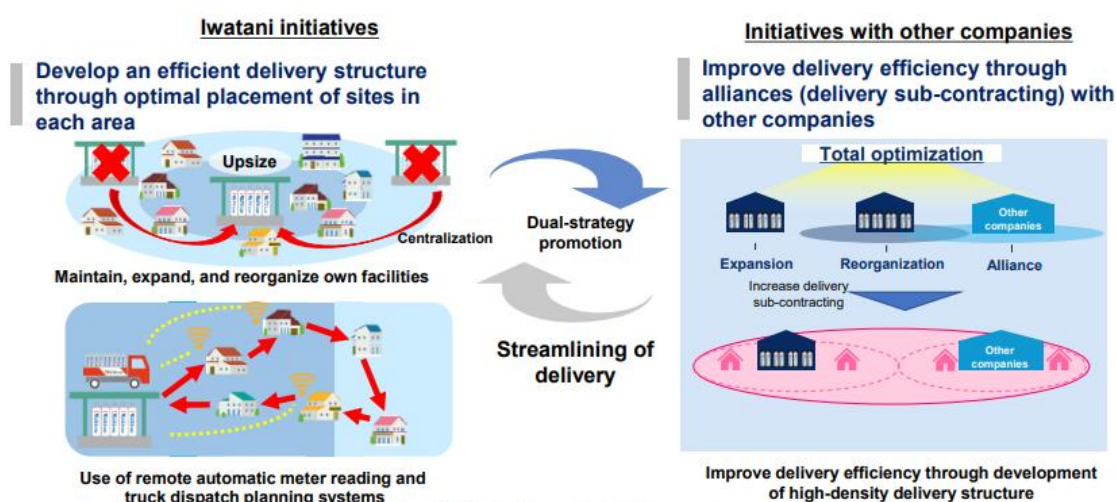 Iwatani initiatives
Develop an efficient delivery structure
through optimal placement of sites in
each area
Upsize
Centralization
Maintain, expand, and reorganize own facilities
Use of remote automatic meter reading and
truck dispatch planning systems
Dual-strategy
promotion
Streamlining of
delivery
Initiatives with other companies
Improve delivery efficiency through
alliances (delivery sub-contracting) with
other companies
Total optimization
Other
companies
Expansion
Reorganization
Alliance
Increase delivery
sub-contracting
Other
companies
Improve delivery efficiency through development
of high-density delivery structure